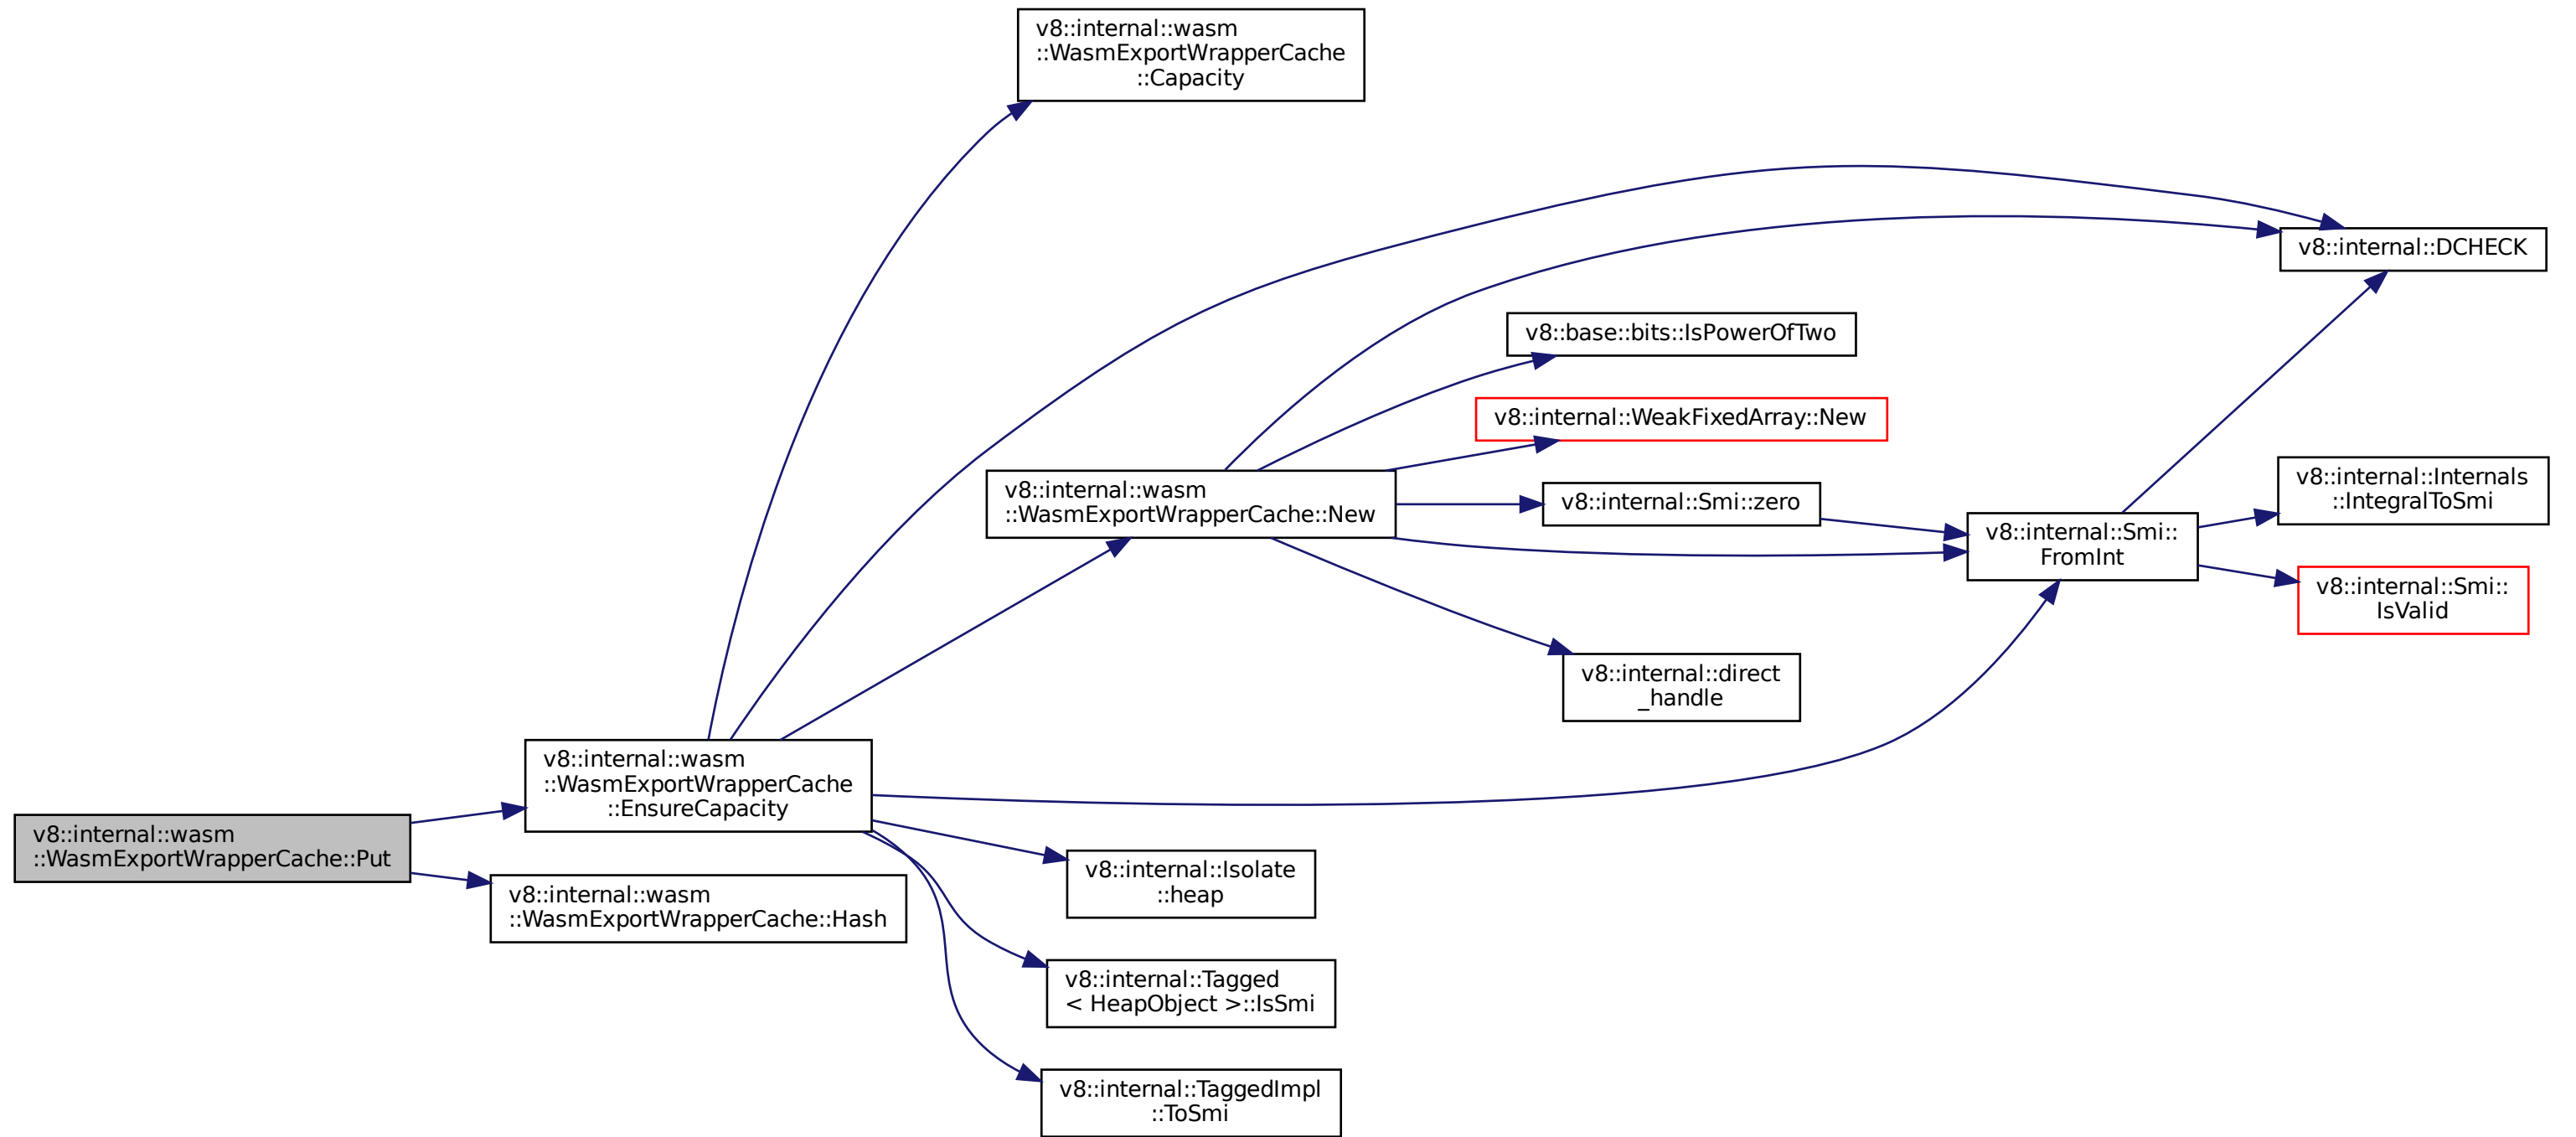 v8::internal::wasm
::WasmExportWrapperCache
::Capacity
v8::internal::DCHECK
v8::base::bits::IsPowerOfTwo
v8::internal::WeakFixedArray::New
v8::internal::wasm
::WasmExportWrapperCache::New
v8::internal::Smi::zero
v8::internal::Internals
::IntegralToSmi
v8::internal::Smi::
FromInt
v8::internal::Smi::
IsValid
v8::internal::direct
_handle
v8::internal::wasm
::WasmExportWrapperCache
::EnsureCapacity
v8::internal::wasm
::WasmExportWrapperCache::Put
v8::internal::Isolate
::heap
v8::internal::wasm
::WasmExportWrapperCache::Hash
v8::internal::Tagged
< HeapObject >::IsSmi
v8::internal::TaggedImpl
::ToSmi